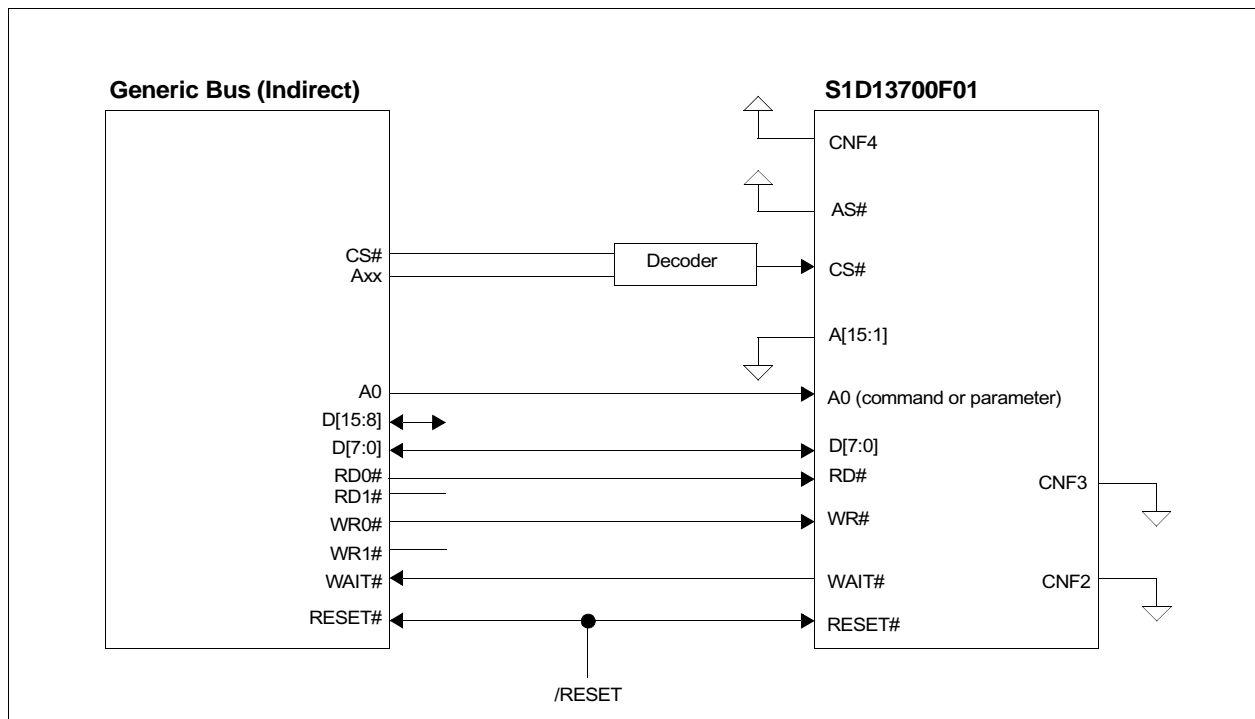 Generic Bus (Indirect)
CS#
Axx
A0
D[15:8]
D[7:0]
RD0#
RD1#
WR0#
WR1#
WAIT#
RESET#
Decoder
/RESET
S1D13700F01
CNF4
AS#
CS#
A[15:1]
A0 (command or parameter)
D[7:0]
RD#
WR#
WAIT#
RESET#
CNF3
CNF2